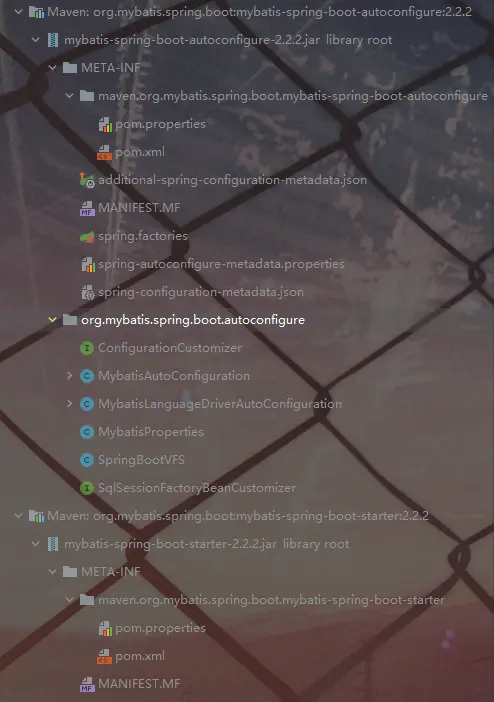 Maven: org.mybatis.spring.boot:mybatis-spring-boot-autoconfigure:2.2.2
mybatis-spring-boot-autoconfigure-2.2.2.jar library root
META-INF
maven.org.mybatis.spring.boot.mybatis-spring-boot-autoconfigure
pom.properties
pom.xml
additional-spring-configuration-metadata.json
MANIFEST.MF
spring.factories
spring-autoconfigure-metadata.properties
spring-configuration-metadata.json
org.mybatis.spring.boot.autoconfigure
ConfigurationCustomizer
MybatisAutoConfiguration
MybatisLanguageDriverAutoConfiguration
MybatisProperties
SpringBootVFS
SqlSessionFactoryBeanCustomizer
Maven: org.mybatis.spring.boot:mybatis-spring-boot-starter:2.2.2
mybatis-spring-boot-starter-2.2.2.jar library root
META-INF
maven.org.mybatis.spring.boot.mybatis-spring-boot-starter
pom.properties
pom.xml
MANIFEST.MF